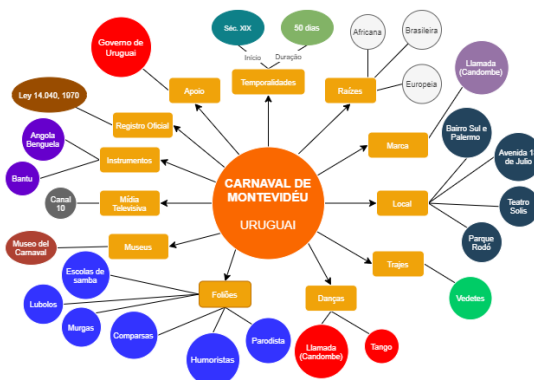 Séc. XIX
50 dias
Início
Duração
Temporalidades
Africana
Brasileira
Europeia
Raízes
Governo de
Uruguai
Apoio
Llamada
(Candombe)
Marca
Ley 14.040, 1970
Registro Oficial
Angola
Benguela
Bantu
Instrumentos
CARNAVAL DE
MONTEVIDÉU
URUGUAI
Bairro Sul e
Palermo
Avenida 18
de Julio
Teatro
Solis
Parque
Rodó
Local
Canal
10
Mídia
Televisiva
Museo del
Carnaval
Museus
Trajes
Vedetes
Escolas de
samba
Lubolos
Murgas
Comparsas
Humoristas
Parodista
Foliões
Danças
Llamada
(Candombe)
Tango